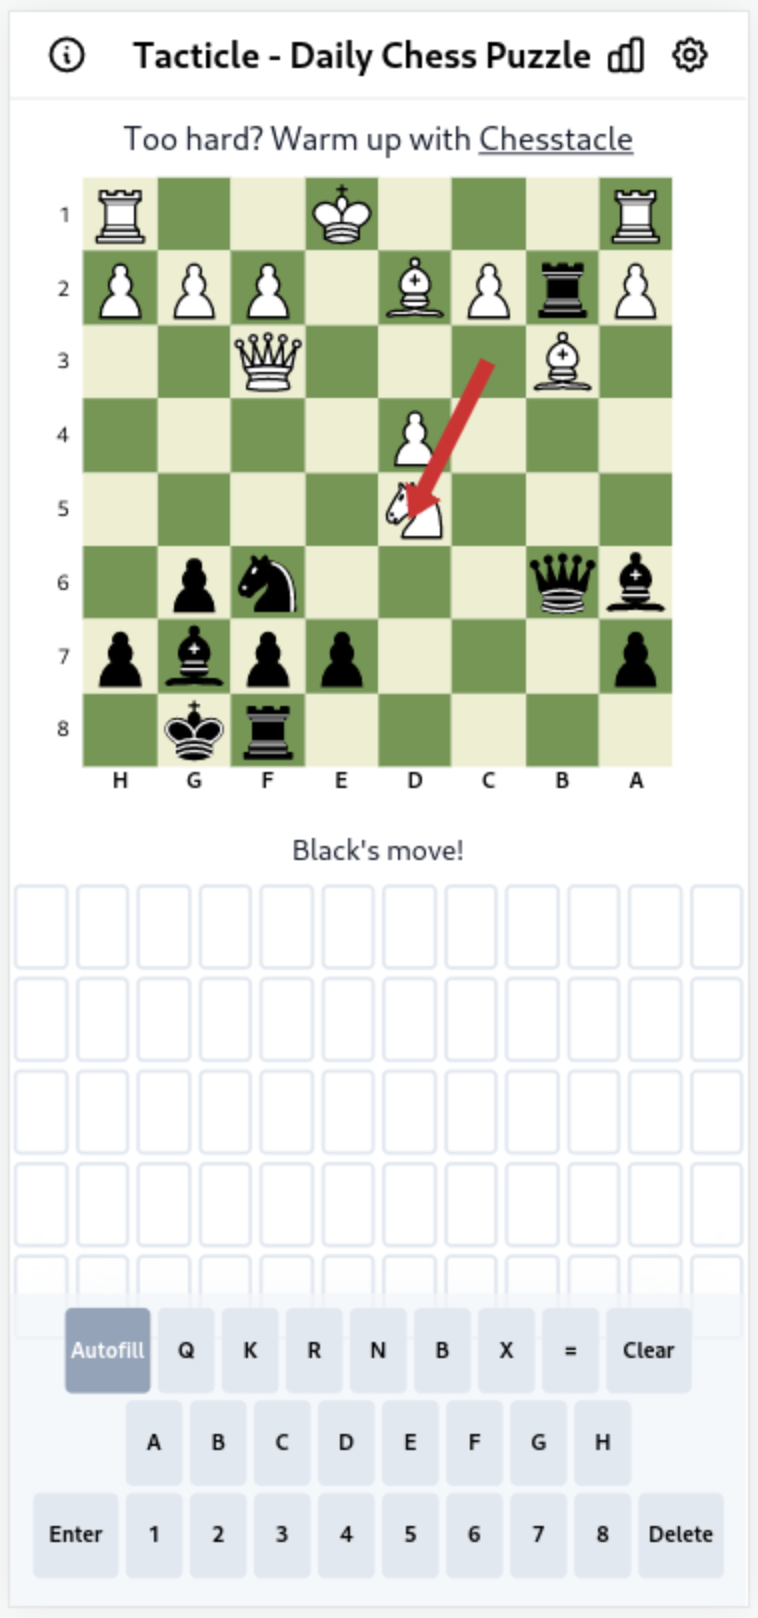 Tacticle - Daily Chess Puzzle
Too hard? Warm up with Chesstacle
1
2
3
4
5
6
7
8
H G F E D C B A
Black's move!
Autofill Q K R N B X = Clear
A B C D E F G H
Enter 1 2 3 4 5 6 7 8 Delete